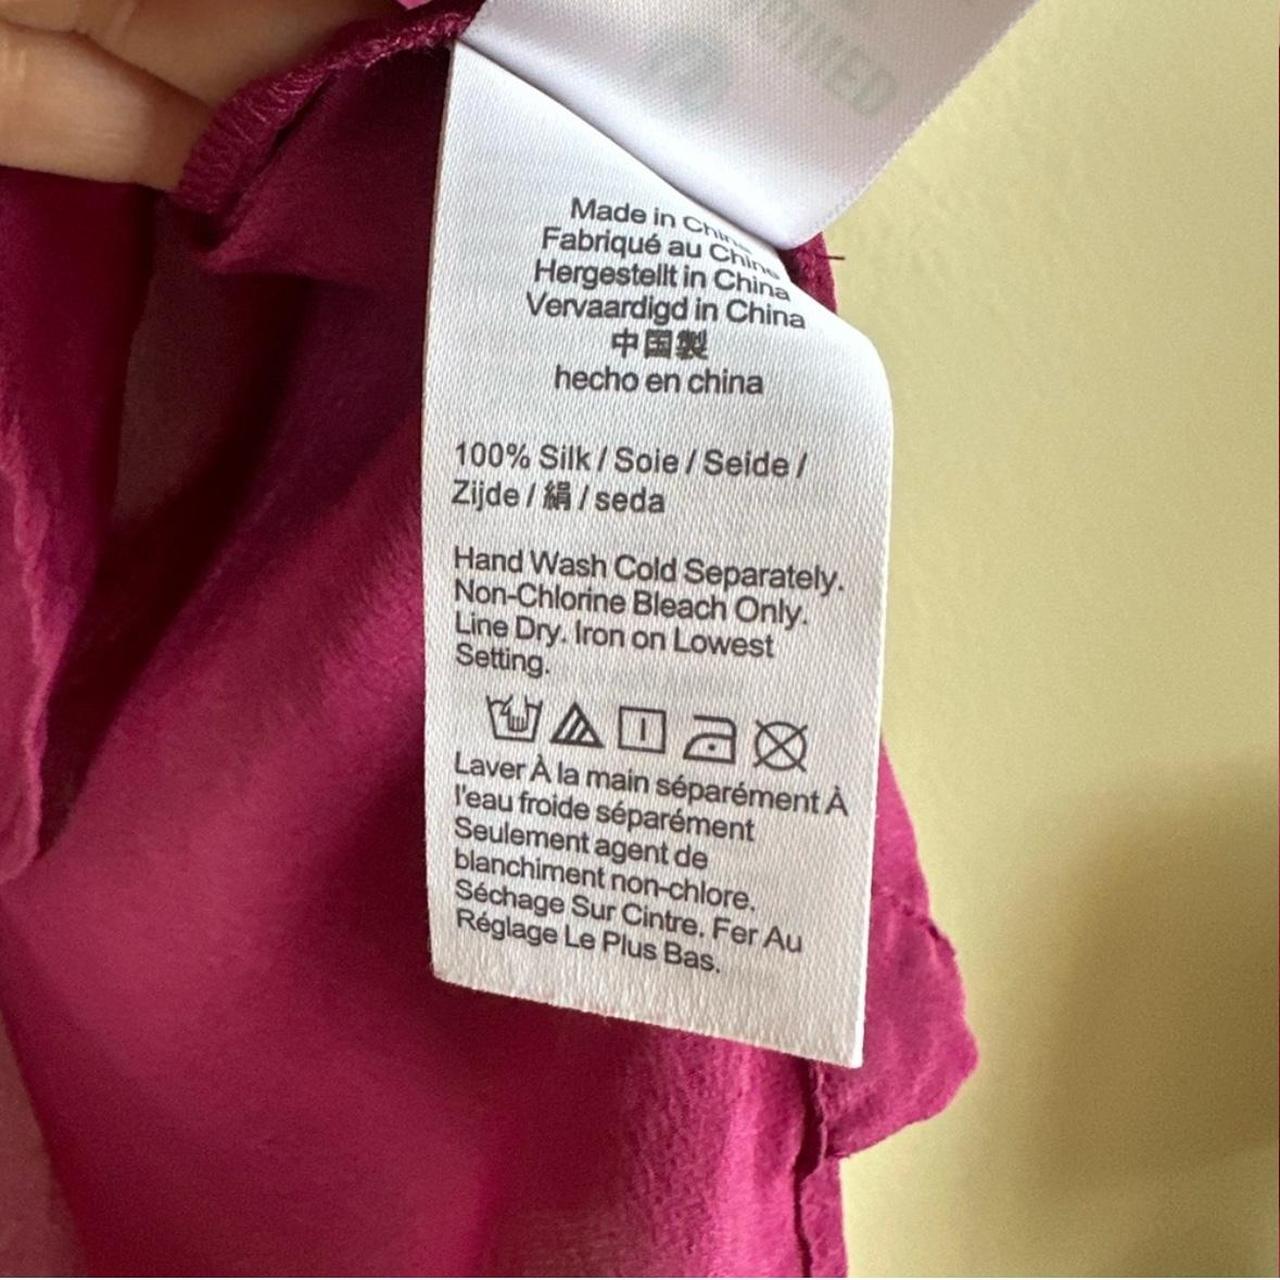 Made in China
Fabriqué au Chine
Hergestellt in China
Vervaardigd in China
中国製
hecho en china
100% Silk / Soie / Seide /
Zijde / 絹 / seda
Hand Wash Cold Separately.
Non-Chlorine Bleach Only.
Line Dry. Iron on Lowest
Setting.
Laver À la main séparément À
l'eau froide séparément
Seulement agent de
blanchiment non-chlore.
Séchage Sur Cintre. Fer Au
Réglage Le Plus Bas.